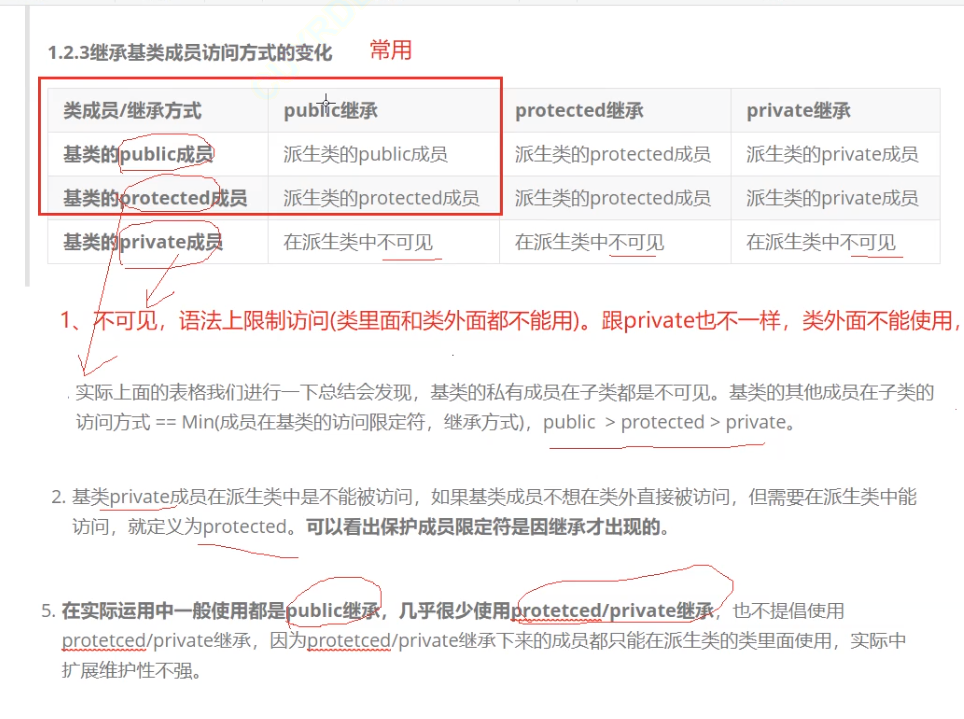 1.2.3继承基类成员访问方式的变化 常用
类成员/继承方式 public继承 protected继承 private继承
基类的public成员 派生类的public成员 派生类的protected成员 派生类的private成员
基类的protected成员 派生类的protected成员 派生类的protected成员 派生类的private成员
基类的private成员 在派生类中不可见 在派生类中不可见 在派生类中不可见
1、不可见，语法上限制访问(类里面和类外面都不能用)。跟private也不一样，类外面不能使用，
实际上面的表格我们进行一下总结会发现，基类的私有成员在子类都是不可见。基类的其他成员在子类的
访问方式 == Min(成员在基类的访问限定符，继承方式)，public > protected > private。
2. 基类private成员在派生类中是不能被访问，如果基类成员不想在类外直接被访问，但需要在派生类中能
访问，就定义为protected。可以看出保护成员限定符是因继承才出现的。
5. 在实际运用中一般使用都是public继承，几乎很少使用protetced/private继承，也不提倡使用
protetced/private继承，因为protetced/private继承下来的成员都只能在派生类的类里面使用，实际中
扩展维护性不强。